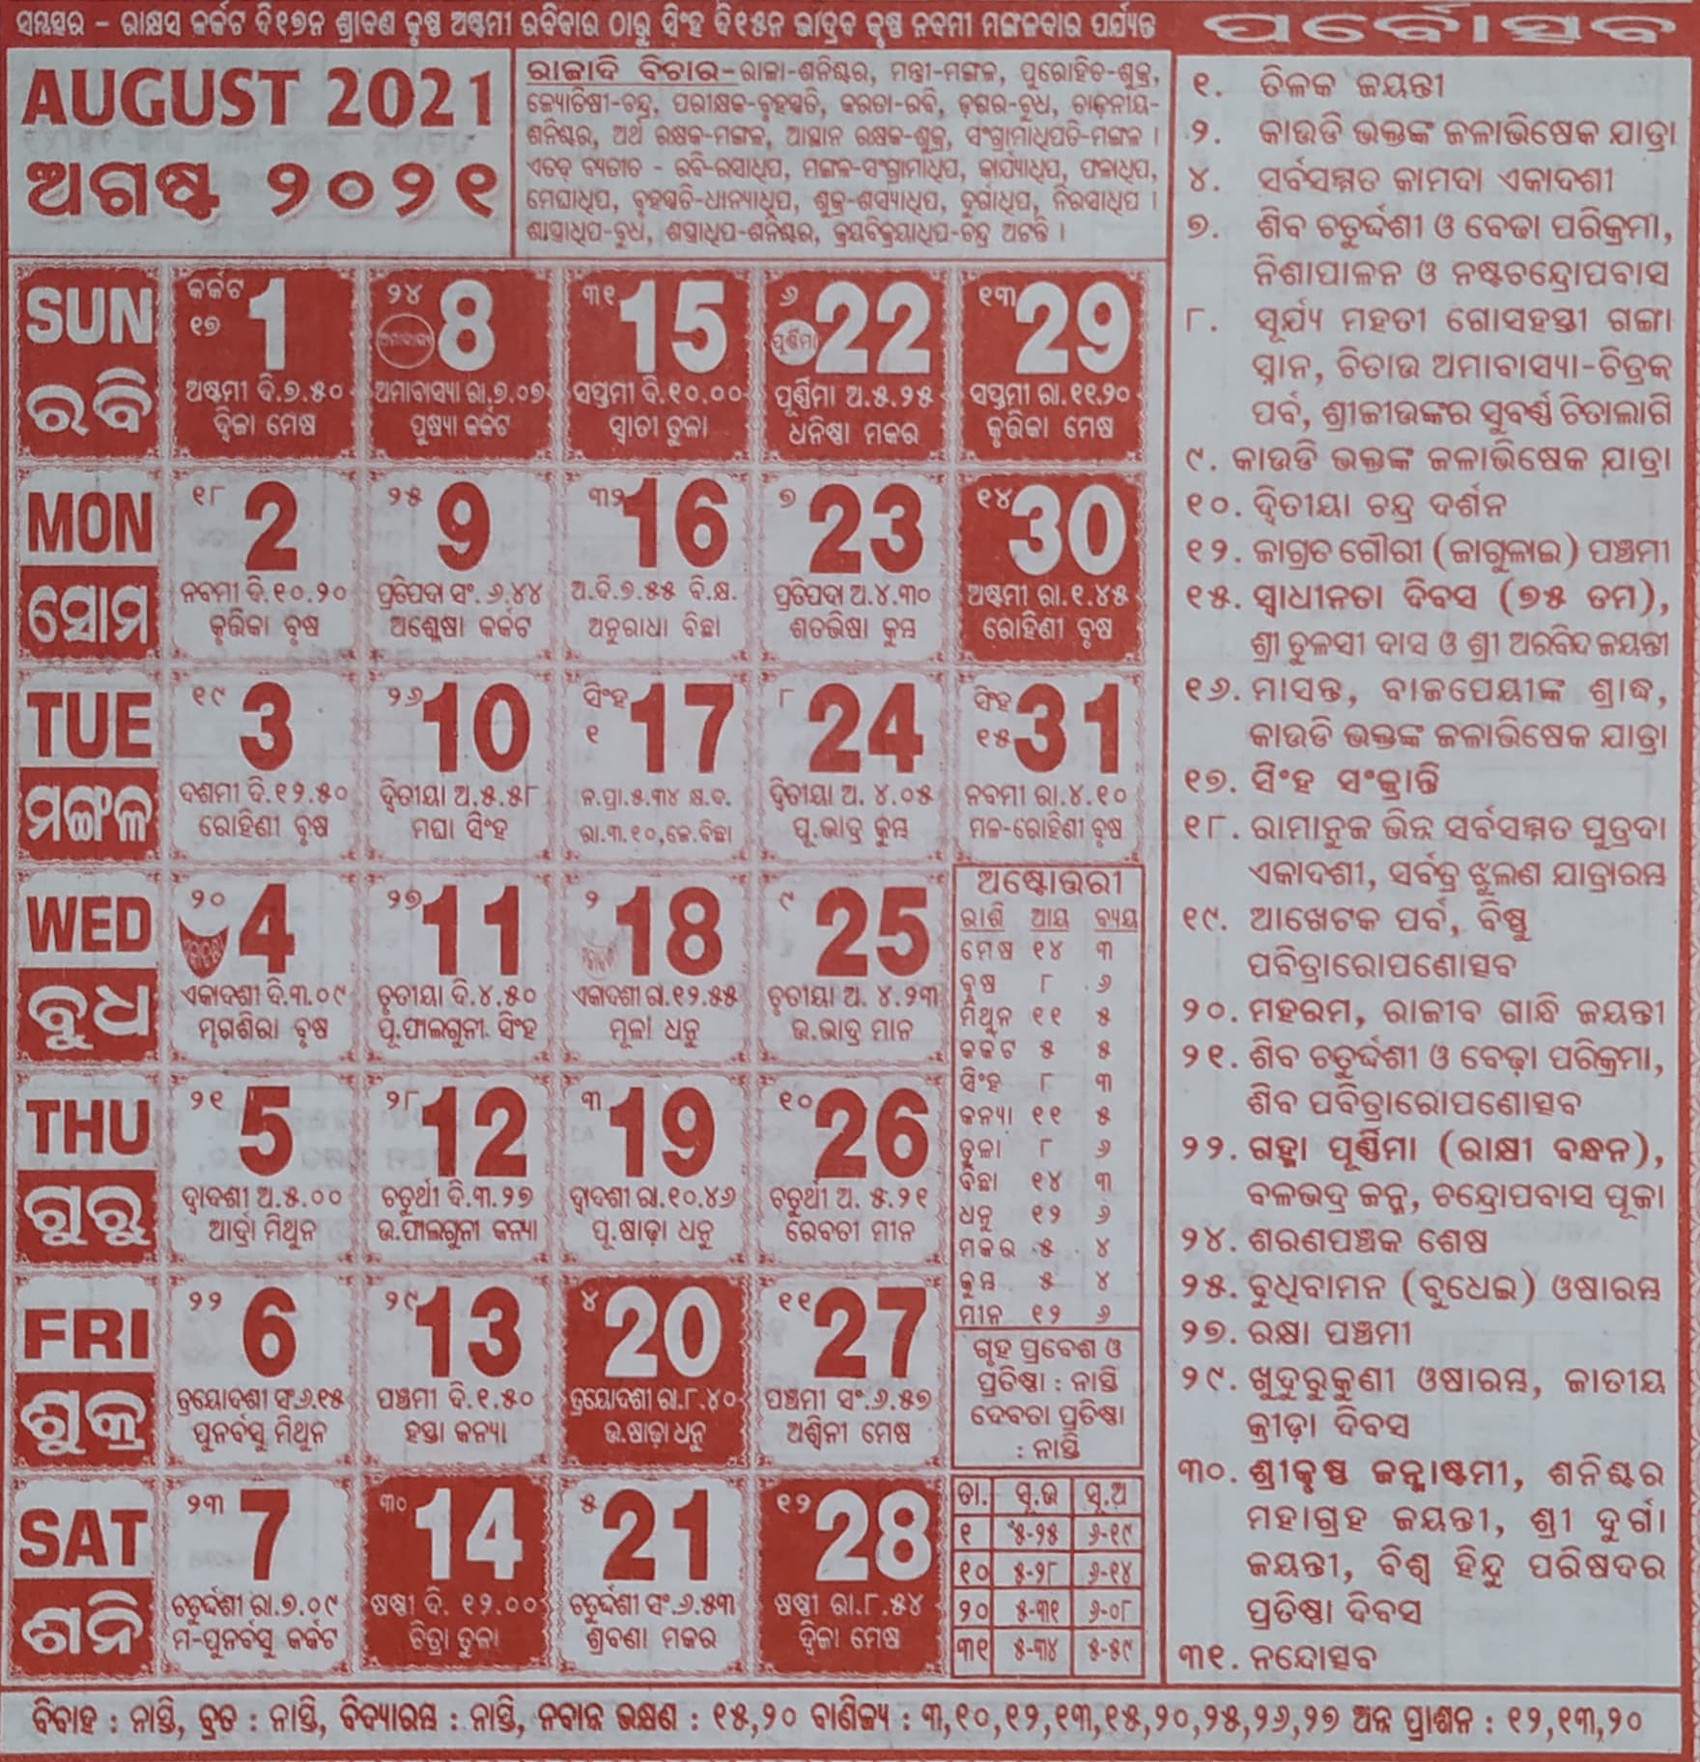 ସମ୍ବତ୍ସର - ରାକ୍ଷସ କର୍କଟ ଦି୧୭ନ ଶ୍ରାବଣ କୃଷ୍ଣ ଅଷ୍ଟମୀ ରବିବାର ଠାରୁ ସିଂହ ଦି୧୫ନ ଭାଦ୍ରବ କୃଷ୍ଣ ନବମୀ ମଙ୍ଗଳବାର ପର୍ଯ୍ୟନ୍ତ
AUGUST 2021
ଅଗଷ୍ଟ ୨୦୨୧
ରାଜାଦି ବିଚାର-ରାଜା-ଶନିଶ୍ଚର, ମନ୍ତ୍ରୀ-ମଙ୍ଗଳ, ପୁରୋହିତ-ଶୁକ୍ର,
ଜ୍ୟୋତିଷୀ-ଚନ୍ଦ୍ର, ପରୀକ୍ଷକ-ବୃହସ୍ପତି, କରତା-ରବି, ଡ଼ଗର-ବୁଧ, ତାଡ଼ନୀୟ-
ଶନିଶ୍ଚର, ଅର୍ଥ ରକ୍ଷକ-ମଙ୍ଗଳ, ଆସ୍ଥାନ ରକ୍ଷକ-ଶୁକ୍ର, ସଂଗ୍ରାମାଧିପତି-ମଙ୍ଗଳ ।
ଏତଦ୍ ବ୍ୟତୀତ - ରବି-ରସାଧିପ, ମଙ୍ଗଳ-ସଂଗ୍ରାମାଧିପ, କାର୍ଯ୍ୟାଧିପ, ଫଳାଧିପ,
ମେଘାଧିପ, ବୃହସ୍ପତି-ଧାନ୍ୟାଧିପ, ଶୁକ୍ର-ଶସ୍ୟାଧିପ, ଦୁର୍ଗାଧିପ, ନିରସାଧିପ ।
ଶାସ୍ତ୍ରାଧିପ-ବୁଧ, ଶସ୍ତ୍ରାଧିପ-ଶନିଶ୍ଚର, କ୍ରୟବିକ୍ରୟାଧିପ-ଚନ୍ଦ୍ର ଅଟନ୍ତି ।
SUN
ରବି
କର୍କଟ ୧୭ 1
ଅଷ୍ଟମୀ ଦି.୭.୫୦
ଦ୍ୱିଜା ମେଷ
୨୪ 8
ଅମାବାସ୍ୟା ରା.୭.୦୭
ପୁଷ୍ୟା କର୍କଟ
୩୧ 15
ସପ୍ତମୀ ଦି.୧୦.୦୦
ସ୍ୱାତୀ ତୁଳା
୬ ପୂର୍ଣ୍ଣିମା 22
ପୂର୍ଣ୍ଣିମା ଅ.୫.୨୫
ଧନିଷ୍ଠା ମକର
୧୩ 29
ସପ୍ତମୀ ରା.୧୧.୨୦
କୃତ୍ତିକା ମେଷ
MON
ସୋମ
୧୮ 2
ନବମୀ ଦି.୧୦.୨୦
କୃତ୍ତିକା ବୃଷ
୨୫ 9
ପ୍ରତିପଦା ସଂ.୬.୪୪
ଅଶ୍ଳେଷା କର୍କଟ
୩୨ 16
ଅ.ଦି.୭.୫୫ ବି.କ୍ଷ.
ଅନୁରାଧା ବିଛା
୭ 23
ପ୍ରତିପଦା ଅ.୪.୩୦
ଶତଭିଷା କୁମ୍ଭ
୧୪ 30
ଅଷ୍ଟମୀ ରା.୧.୪୫
ରୋହିଣୀ ବୃଷ
TUE
ମଙ୍ଗଳ
୧୯ 3
ଦଶମୀ ଦି.୧୨.୫୦
ରୋହିଣୀ ବୃଷ
୨୬ 10
ଦ୍ୱିତୀୟା ଅ.୫.୫୮
ମଘା ସିଂହ
ସିଂହ ୧ 17
ନ.ପ୍ରା.୫.୩୪ କ୍ଷ.ଦ.
ରା.୩.୧୦,ଜେ.ବିଛା
୮ 24
ଦ୍ୱିତୀୟା ଅ. ୪.୦୫
ପୂ.ଭାଦ୍ର କୁମ୍ଭ
ସିଂହ ୧୫ 31
ନବମୀ ରା.୪.୧୦
ମଳ-ରୋହିଣୀ ବୃଷ
WED
ବୁଧ
୨୦ 4
ଏକାଦଶୀ ଦି.୩.୦୯
ମୃଗଶିରା ବୃଷ
୨୭ 11
ତୃତୀୟା ଦି.୪.୫୦
ପୂ.ଫାଲଗୁନୀ ସିଂହ
୨ 18
ଏକାଦଶୀ ରା.୧୨.୫୫
ମୂଳା ଧନୁ
୯ 25
ତୃତୀୟା ଅ. ୪.୨୩
ଉ.ଭାଦ୍ର ମୀନ
THU
ଗୁରୁ
୨୧ 5
ଦ୍ୱାଦଶୀ ଅ.୫.୦୦
ଆର୍ଦ୍ରା ମିଥୁନ
୨୮ 12
ଚତୁର୍ଥୀ ଦି.୩.୨୭
ଉ.ଫାଲଗୁନୀ କନ୍ୟା
୩ 19
ଦ୍ୱାଦଶୀ ରା.୧୦.୪୬
ପୂ.ଷାଢ଼ା ଧନୁ
୧୦ 26
ଚତୁର୍ଥୀ ଅ. ୫.୨୧
ରେବତୀ ମୀନ
FRI
ଶୁକ୍ର
୨୨ 6
ତ୍ରୟୋଦଶୀ ସଂ.୬.୧୫
ପୁନର୍ବସୁ ମିଥୁନ
୨୯ 13
ପଞ୍ଚମୀ ଦି.୧.୫୦
ହସ୍ତା କନ୍ୟା
୪ 20
ତ୍ରୟୋଦଶୀ ରା.୮.୪୦
ଉ.ଷାଢ଼ା ଧନୁ
୧୧ 27
ପଞ୍ଚମୀ ସଂ.୬.୫୭
ଅଶ୍ୱିନୀ ମେଷ
SAT
ଶନି
୨୩ 7
ଚତୁର୍ଦ୍ଦଶୀ ରା.୭.୦୯
ମ-ପୁନର୍ବସୁ କର୍କଟ
୩୦ 14
ଷଷ୍ଠୀ ଦି. ୧୨.୦୦
ଚିତ୍ରା ତୁଳା
୫ 21
ଚତୁର୍ଦ୍ଦଶୀ ସଂ.୬.୫୩
ଶ୍ରବଣା ମକର
୧୨ 28
ଷଷ୍ଠୀ ରା.୮.୫୪
ଦ୍ୱିଜା ମେଷ
ଅଷ୍ଟୋତ୍ତରୀ
ରାଶି ଆୟ ବ୍ୟୟ
ମେଷ ୧୪ ୩
ବୃଷ ୮ ୬
ମିଥୁନ ୧୧ ୫
କର୍କଟ ୫ ୫
ସିଂହ ୮ ୩
କନ୍ୟା ୧୧ ୫
ତୁଳା ୮ ୬
ବିଛା ୧୪ ୩
ଧନୁ ୧୨ ୬
ମକର ୫ ୪
କୁମ୍ଭ ୫ ୪
ମୀନ ୧୨ ୬
ଗୃହ ପ୍ରବେଶ ଓ
ପ୍ରତିଷ୍ଠା : ନାସ୍ତି
ଦେବତା ପ୍ରତିଷ୍ଠା
: ନାସ୍ତି
ତା. ସୂ.ଉ ସୂ.ଅ
୧ ୫-୨୫ ୬-୧୯
୧୦ ୫-୨୮ ୬-୧୪
୨୦ ୫-୩୧ ୬-୦୮
୩୧ ୫-୩୪ ୫-୫୯
ପର୍ବୋତ୍ସବ
୧. ତିଳକ ଜୟନ୍ତୀ
୨. କାଉଡି ଭକ୍ତଙ୍କ ଜଳାଭିଷେକ ଯାତ୍ରା
୪. ସର୍ବସମ୍ମତ କାମଦା ଏକାଦଶୀ
୭. ଶିବ ଚତୁର୍ଦ୍ଦଶୀ ଓ ବେଢା ପରିକ୍ରମା,
ନିଶାପାଳନ ଓ ନଷ୍ଟଚନ୍ଦ୍ରୋପବାସ
୮. ସୂର୍ଯ୍ୟ ମହତୀ ଗୋସହସ୍ତ୍ରୀ ଗଙ୍ଗା
ସ୍ନାନ, ଚିତାଉ ଅମାବାସ୍ୟା-ଚିତ୍ରକ
ପର୍ବ, ଶ୍ରୀଜୀଉଙ୍କର ସୁବର୍ଣ୍ଣ ଚିତାଲାଗି
୯. କାଉଡି ଭକ୍ତଙ୍କ ଜଳାଭିଷେକ ଯାତ୍ରା
୧୦. ଦ୍ୱିତୀୟା ଚନ୍ଦ୍ର ଦର୍ଶନ
୧୨. ଜାଗ୍ରତ ଗୌରୀ (ଜାଗୁଳାଇ) ପଞ୍ଚମୀ
୧୫. ସ୍ୱାଧୀନତା ଦିବସ (୭୫ ତମ),
ଶ୍ରୀ ତୁଳସୀ ଦାସ ଓ ଶ୍ରୀ ଅରବିନ୍ଦ ଜୟନ୍ତୀ
୧୬. ମାସାନ୍ତ, ବାଜପେୟୀଙ୍କ ଶ୍ରାଦ୍ଧ,
କାଉଡି ଭକ୍ତଙ୍କ ଜଳାଭିଷେକ ଯାତ୍ରା
୧୭. ସିଂହ ସଂକ୍ରାନ୍ତି
୧୮. ରାମାନୁଜ ଭିନ୍ନ ସର୍ବସମ୍ମତ ପୁତ୍ରଦା
ଏକାଦଶୀ, ସର୍ବତ୍ର ଝୁଲଣ ଯାତ୍ରାରମ୍ଭ
୧୯. ଆଖେଟକ ପର୍ବ, ବିଷ୍ଣୁ
ପବିତ୍ରାରୋପଣୋତ୍ସବ
୨୦. ମହରମ, ରାଜୀବ ଗାନ୍ଧି ଜୟନ୍ତୀ
୨୧. ଶିବ ଚତୁର୍ଦ୍ଦଶୀ ଓ ବେଢ଼ା ପରିକ୍ରମା,
ଶିବ ପବିତ୍ରାରୋପଣୋତ୍ସବ
୨୨. ଗହ୍ମା ପୂର୍ଣ୍ଣିମା (ରାକ୍ଷୀ ବନ୍ଧନ),
ବଳଭଦ୍ର ଜନ୍ମ, ଚନ୍ଦ୍ରୋପବାସ ପୂଜା
୨୪. ଶରଣପଞ୍ଚକ ଶେଷ
୨୫. ବୁଧିବାମନ (ବୁଧେଇ) ଓଷାରମ୍ଭ
୨୭. ରକ୍ଷା ପଞ୍ଚମୀ
୨୯. ଖୁଦୁରୁକୁଣୀ ଓଷାରମ୍ଭ, ଜାତୀୟ
କ୍ରୀଡ଼ା ଦିବସ
୩୦. ଶ୍ରୀକୃଷ୍ଣ ଜନ୍ମାଷ୍ଟମୀ, ଶନିଶ୍ଚର
ମହାଗ୍ରହ ଜୟନ୍ତୀ, ଶ୍ରୀ ଦୁର୍ଗା
ଜୟନ୍ତୀ, ବିଶ୍ୱ ହିନ୍ଦୁ ପରିଷଦର
ପ୍ରତିଷ୍ଠା ଦିବସ
୩୧. ନନ୍ଦୋତ୍ସବ
ବିବାହ : ନାସ୍ତି, ବ୍ରତ : ନାସ୍ତି, ବିଦ୍ୟାରମ୍ଭ : ନାସ୍ତି, ନବାନ୍ନ ଭକ୍ଷଣ : ୧୫,୨୦ ବାଣିଜ୍ୟ : ୩,୧୦,୧୨,୧୩,୧୫,୨୦,୨୫,୨୬,୨୭ ଅନ୍ନ ପ୍ରାଶନ : ୧୨,୧୩,୨୦